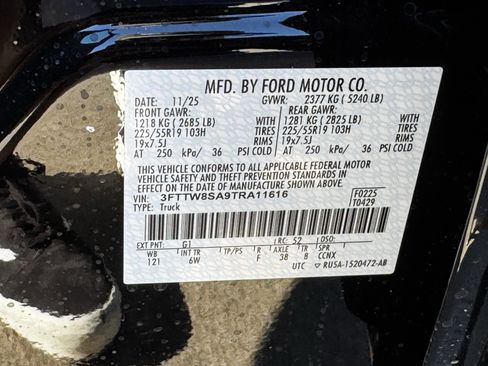 MFD. BY FORD MOTOR CO.
DATE: 11/25 GVWR: 2377 KG ( 5240 LB)
FRONT GAWR: REAR GAWR:
1218 KG ( 2685 LB) WITH 1281 KG ( 2825 LB)
225/55R19 103H TIRES 225/55R19 103H
19x7.5J RIMS 19x7.5J
AT 250 kPa/ 36 PSI COLD AT 250 kPa/ 36 PSI COLD
THIS VEHICLE CONFORMS TO ALL APPLICABLE FEDERAL MOTOR
VEHICLE SAFETY AND THEFT PREVENTION STANDARDS IN
EFFECT ON THE DATE OF MANUFACTURE SHOWN ABOVE.
VIN: 3FTTW8SA9TRA11616 F0225
TYPE: Truck T0429
EXT PNT: G1 RC: 52 DSO:
WB INT TR TP/PS R AXLE TR SPR
121 6W F 38 8 CCNX
UTC RU5A-1520472-AB